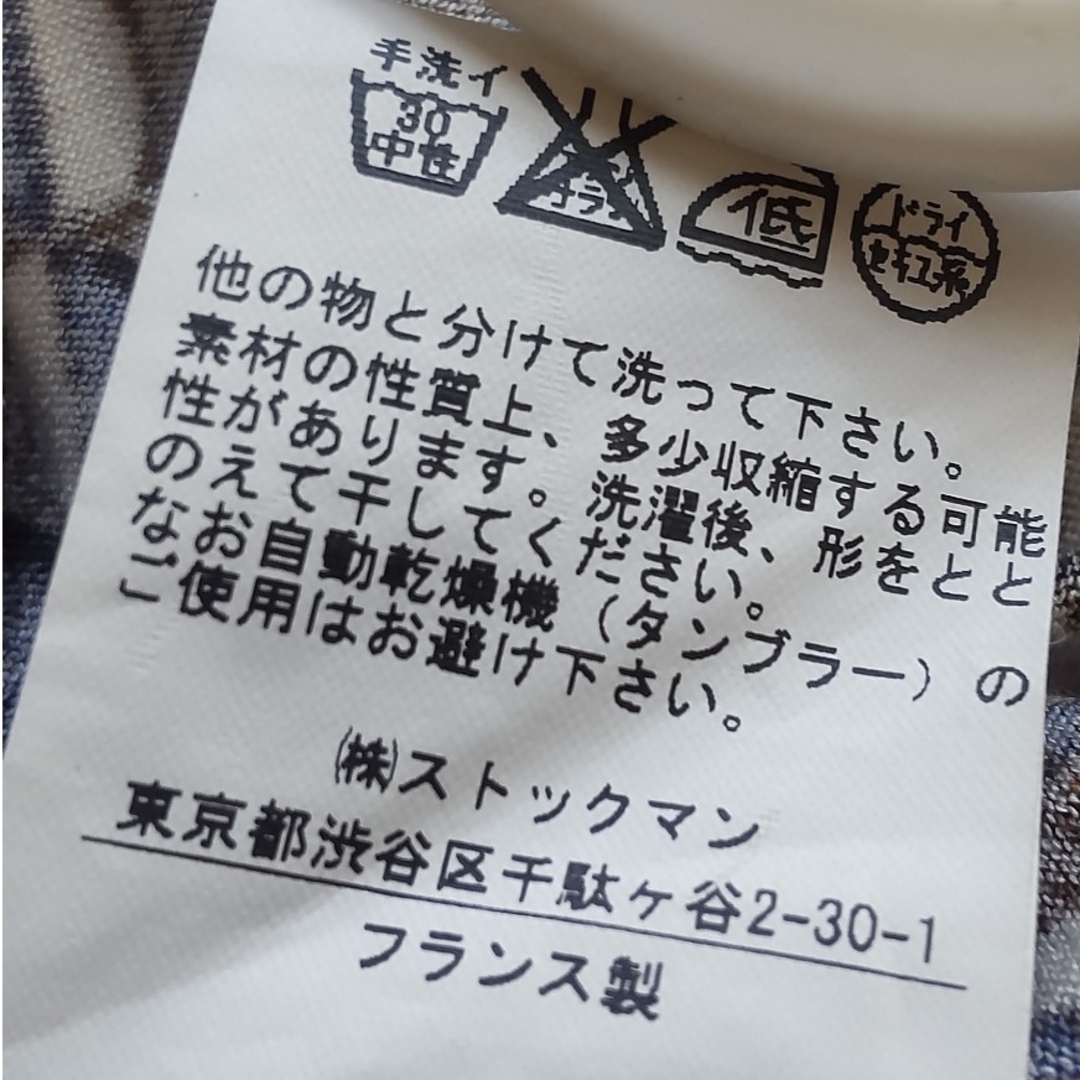 手洗イ
30
中性
低
ドライ
セキユ系
他の物と分けて洗って下さい。
素材の性質上、多少収縮する可能
性があります。洗濯後、形をとと
のえて干してください。
なお自動乾燥機（タンブラー）の
ご使用はお避け下さい。
㈱ストックマン
東京都渋谷区千駄ヶ谷2-30-1
フランス製